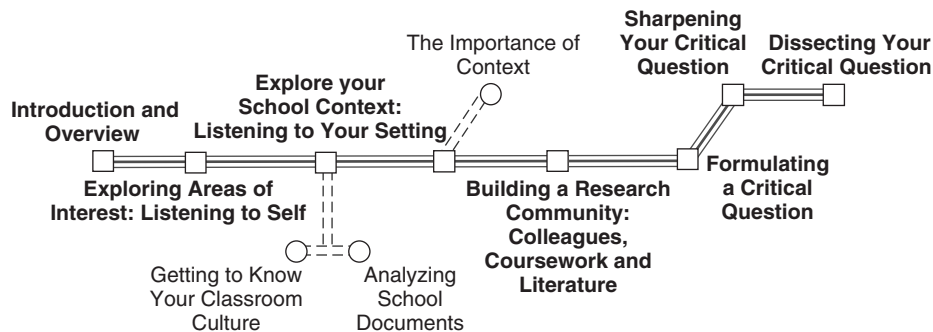 Introduction and
Overview
Exploring Areas of
Interest: Listening to Self
Explore your
School Context:
Listening to Your Setting
Getting to Know
Your Classroom
Culture
Analyzing
School
Documents
The Importance of
Context
Building a Research
Community:
Colleagues,
Coursework and
Literature
Formulating
a Critical
Question
Sharpening
Your Critical
Question
Dissecting Your
Critical Question